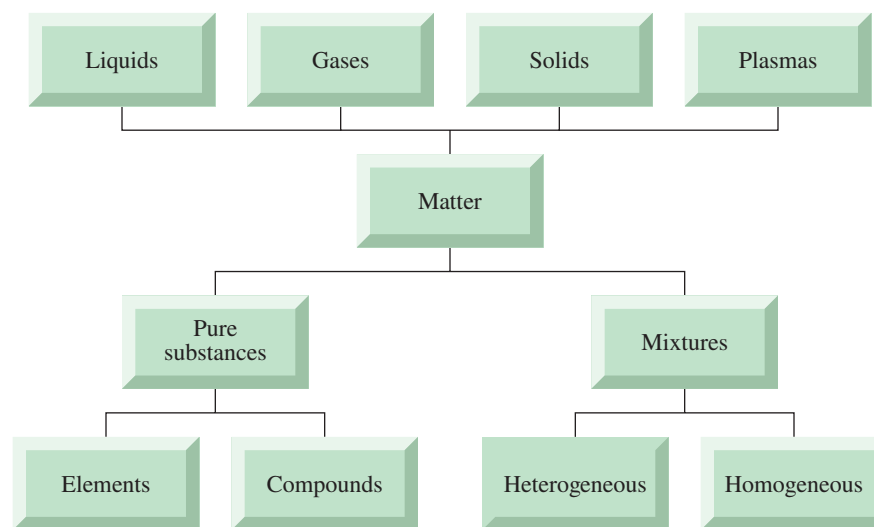 Liquids
Gases
Solids
Plasmas
Matter
Pure
substances
Mixtures
Elements
Compounds
Heterogeneous
Homogeneous